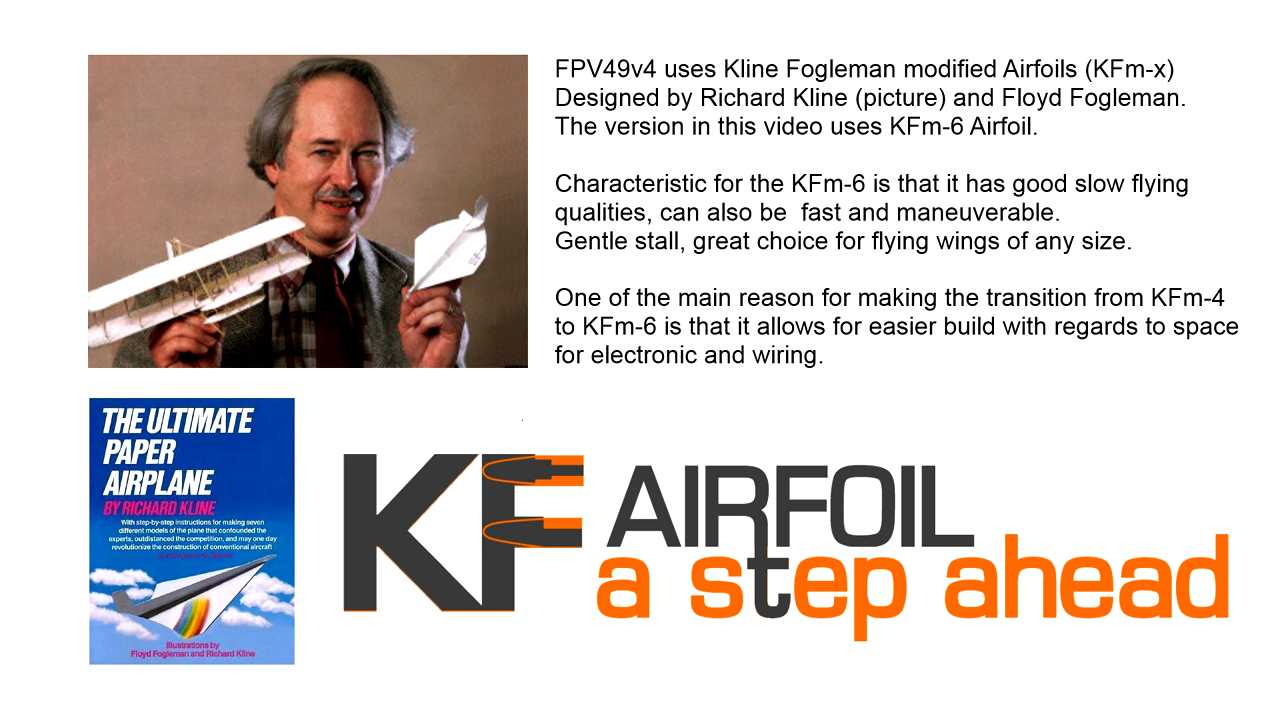 FPV49v4 uses Kline Fogleman modified Airfoils (KFm-x)
Designed by Richard Kline (picture) and Floyd Fogleman.
The version in this video uses KFm-6 Airfoil.
Characteristic for the KFm-6 is that it has good slow flying
qualities, can also be  fast and maneuverable.
Gentle stall, great choice for flying wings of any size.
One of the main reason for making the transition from KFm-4
to KFm-6 is that it allows for easier build with regards to space
for electronic and wiring.
THE ULTIMATE
PAPER
AIRPLANE
BY RICHARD KLINE
With step-by-step instructions for making seven
different models of the plane that confounded the
experts, outdistanced the competition, and may one day
revolutionize the construction of conventional aircraft
Illustrations by
Floyd Fogleman and Richard Kline
KF AIRFOIL
a step ahead